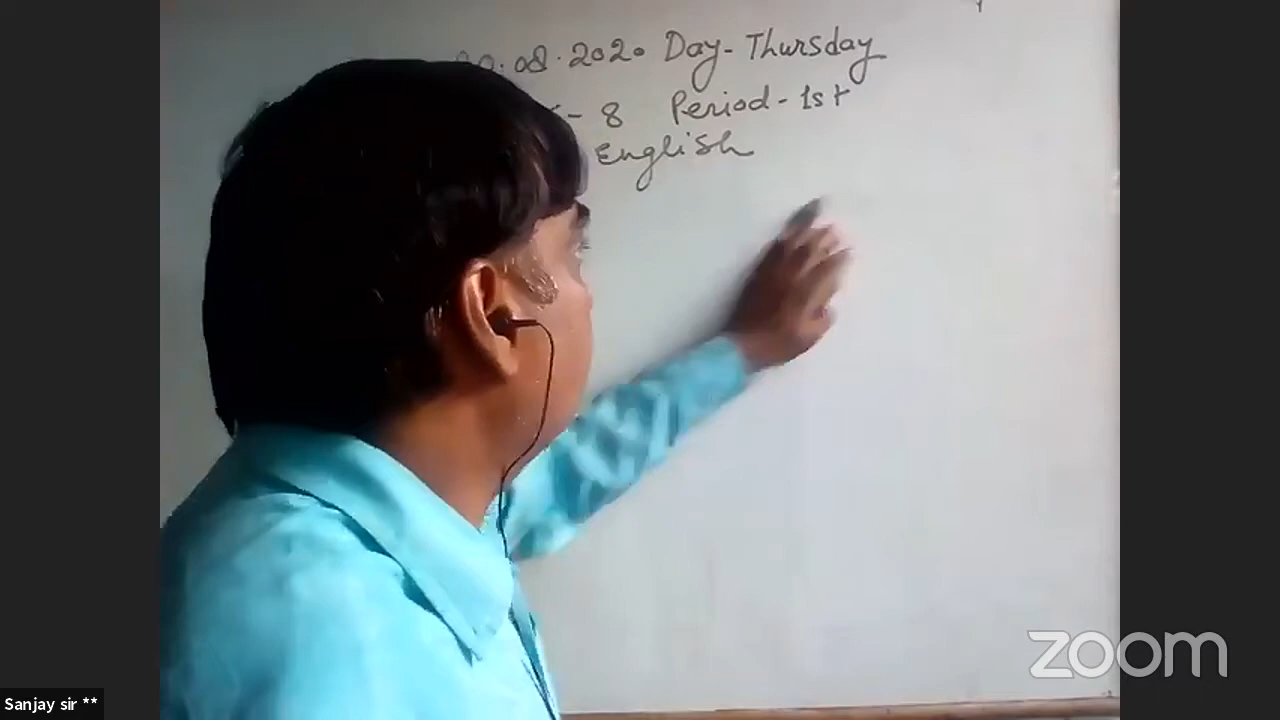 .08.2020 Day- Thursday
- 8 Period- 1st
English
zoom
Sanjay sir **